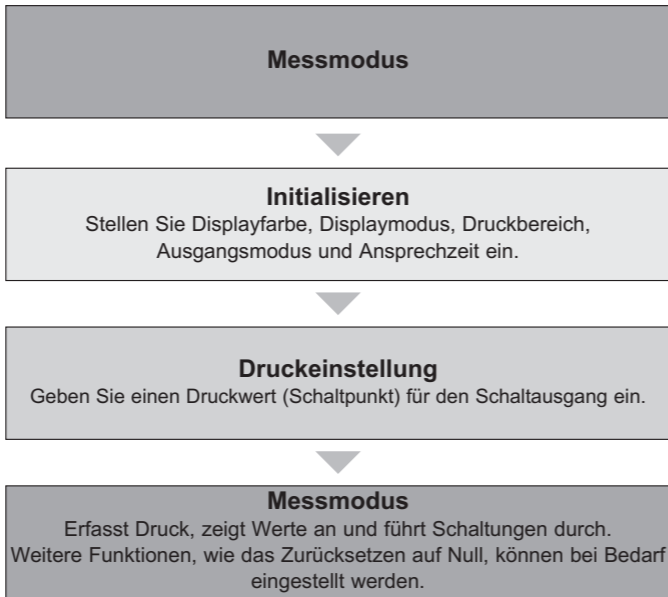 Messmodus
Initialisieren
Stellen Sie Displayfarbe, Displaymodus, Druckbereich,
Ausgangsmodus und Ansprechzeit ein.
Druckeinstellung
Geben Sie einen Druckwert (Schaltpunkt) für den Schaltausgang ein.
Messmodus
Erfasst Druck, zeigt Werte an und führt Schaltungen durch.
Weitere Funktionen, wie das Zurücksetzen auf Null, können bei Bedarf
eingestellt werden.